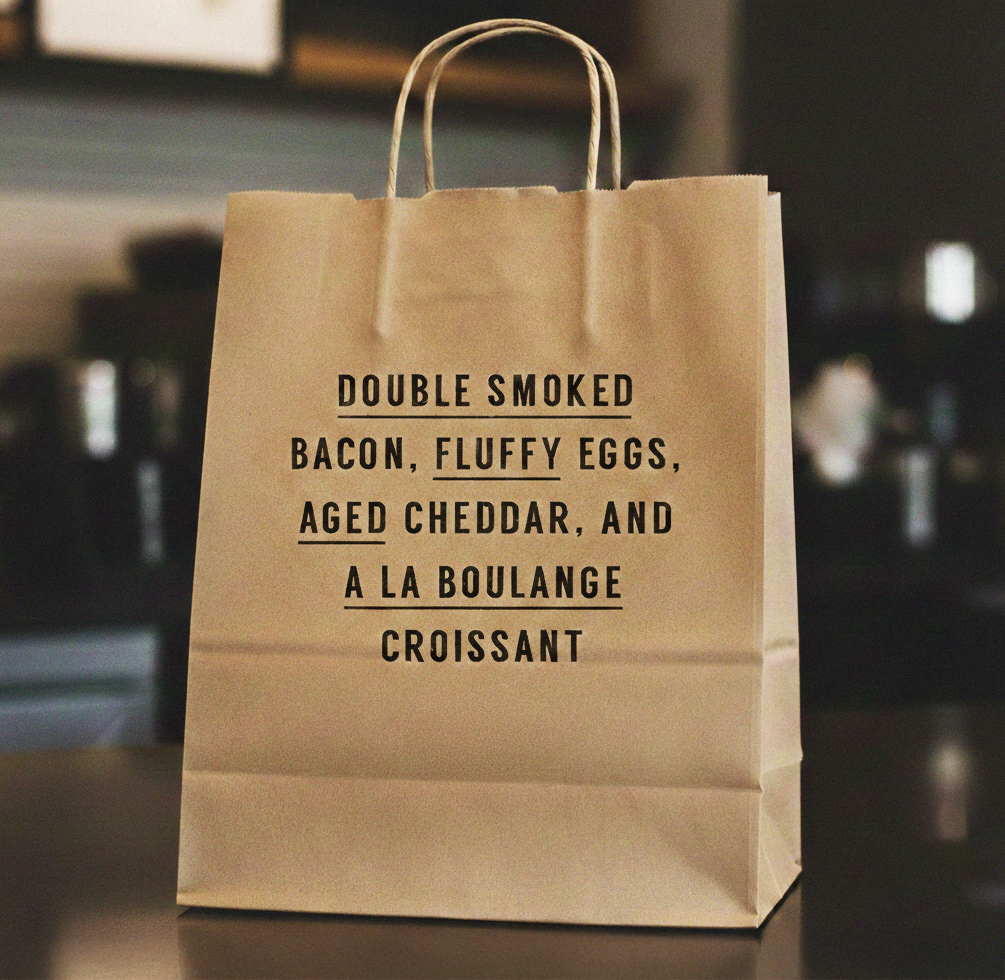 DOUBLE SMOKED
BACON, FLUFFY EGGS,
AGED CHEDDAR, AND
A LA BOULANGE
CROISSANT